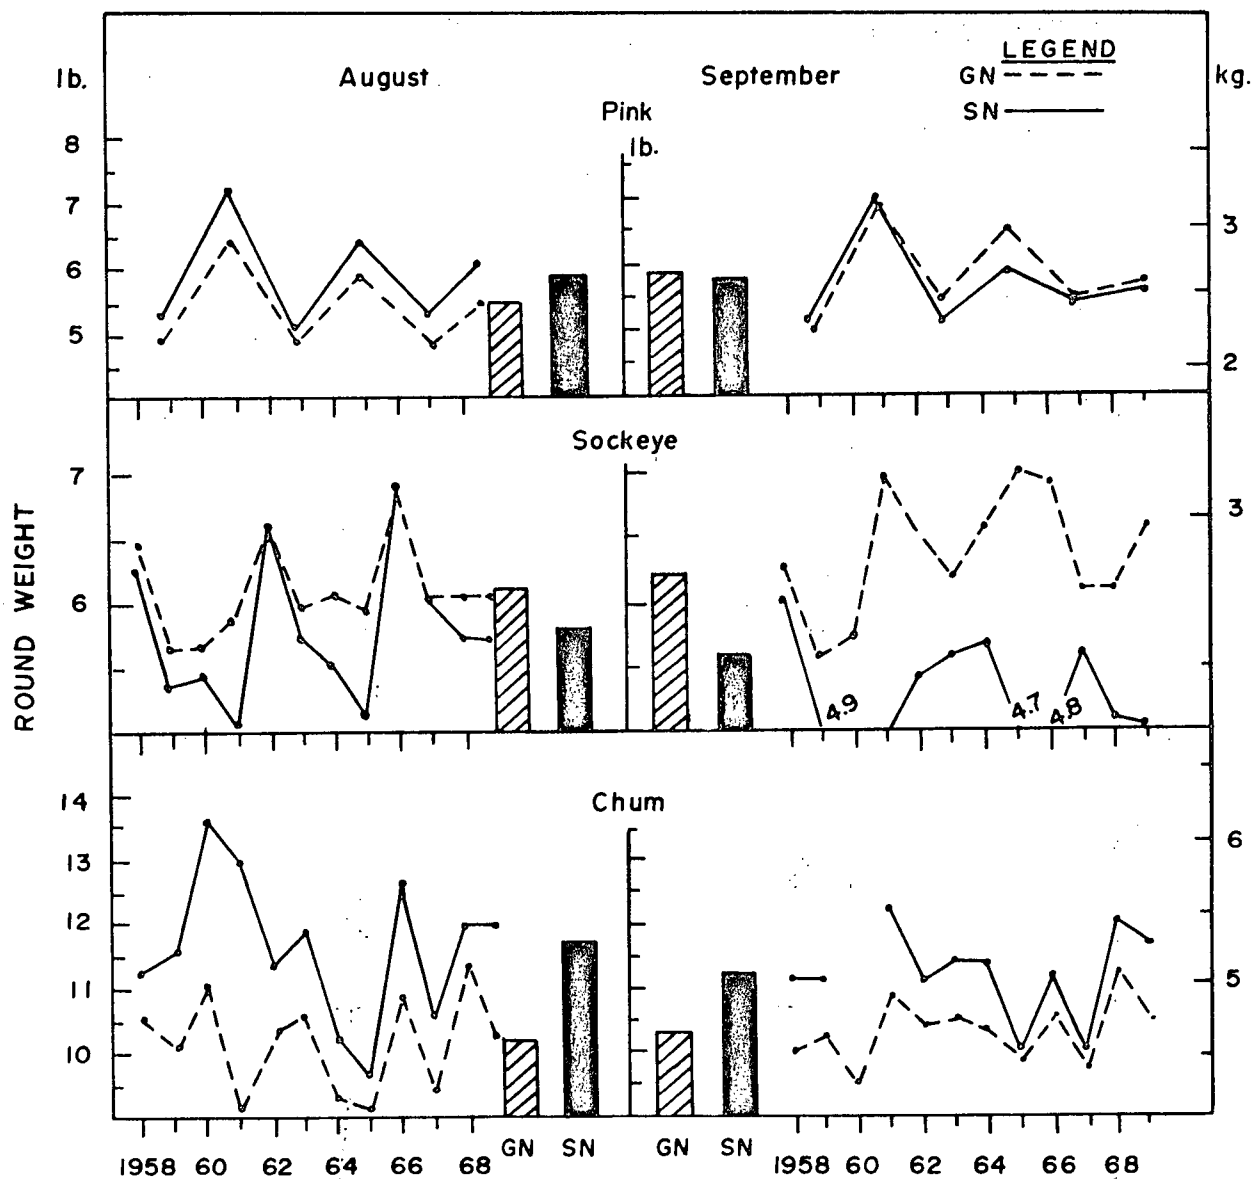 LEGEND
lb. August September GN kg.
Pink SN
8 lb.
7
3
6
5
2
Sockeye
7
3
ROUND WEIGHT
6
4.9 4.7 4.8
14 Chum
13 6
12
11 5
10
GN SN GN SN
1958 60 62 64 66 68 1958 60 62 64 66 68